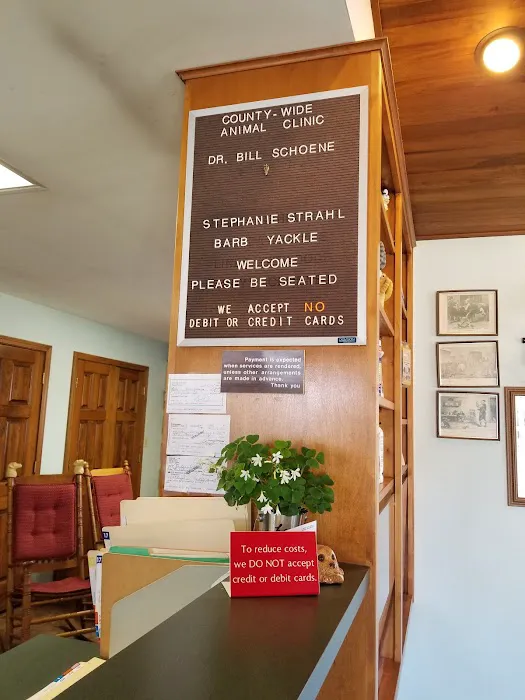 COUNTY-WIDE
ANIMAL CLINIC
DR. BILL SCHOENE
STEPHANIE STRAHL
BARB YACKLE
WELCOME
PLEASE BE SEATED
WE ACCEPT NO
DEBIT OR CREDIT CARDS
Payment is expected
when services are rendered,
unless other arrangements
are made in advance.
Thank you
To reduce costs,
we DO NOT accept
credit or debit cards.